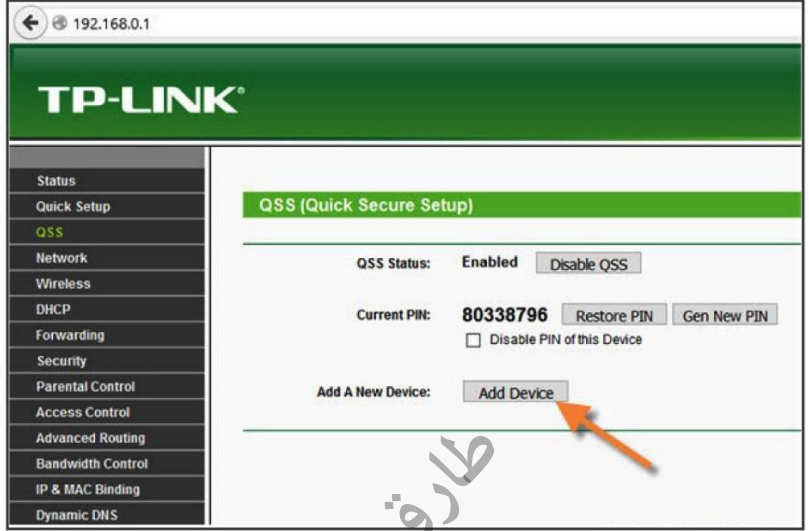 192.168.0.1
TP-LINK®
Status
Quick Setup
QSS
Network
Wireless
DHCP
Forwarding
Security
Parental Control
Access Control
Advanced Routing
Bandwidth Control
IP & MAC Binding
Dynamic DNS
QSS (Quick Secure Setup)
QSS Status: Enabled Disable QSS
Current PIN: 80338796 Restore PIN Gen New PIN
Disable PIN of this Device
Add A New Device: Add Device
طارق